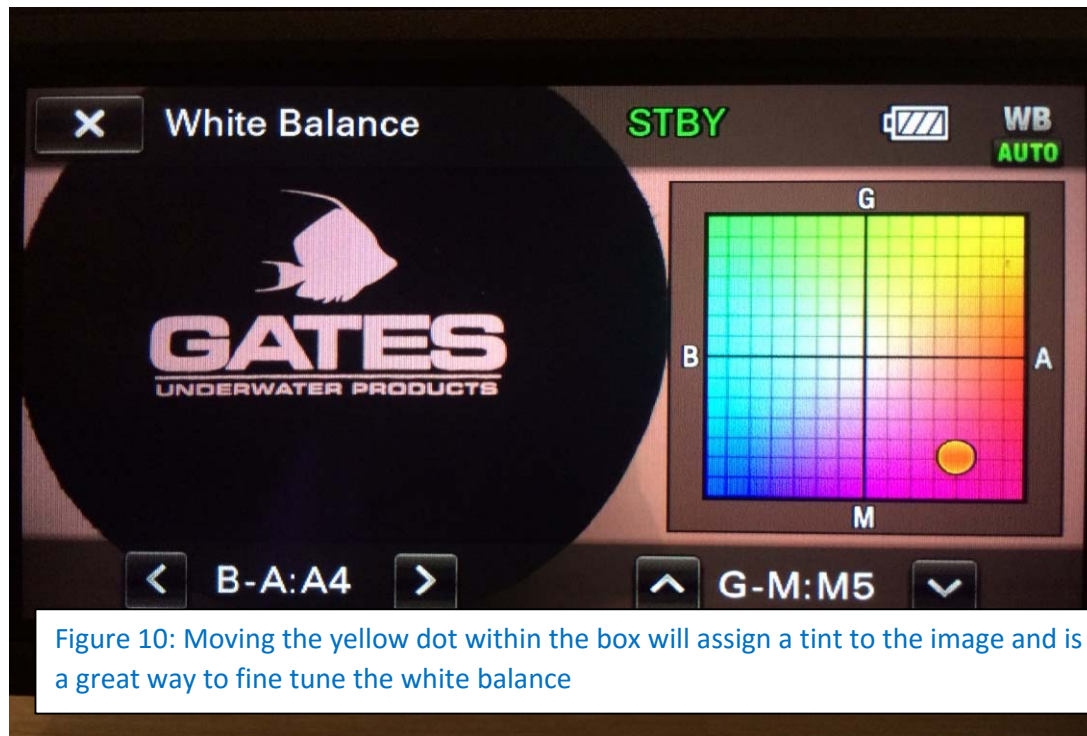 White Balance
STBY
WB
AUTO
G
B
A
M
GATES
UNDERWATER PRODUCTS
B-A:A4
G-M:M5
Figure 10: Moving the yellow dot within the box will assign a tint to the image and is
a great way to fine tune the white balance